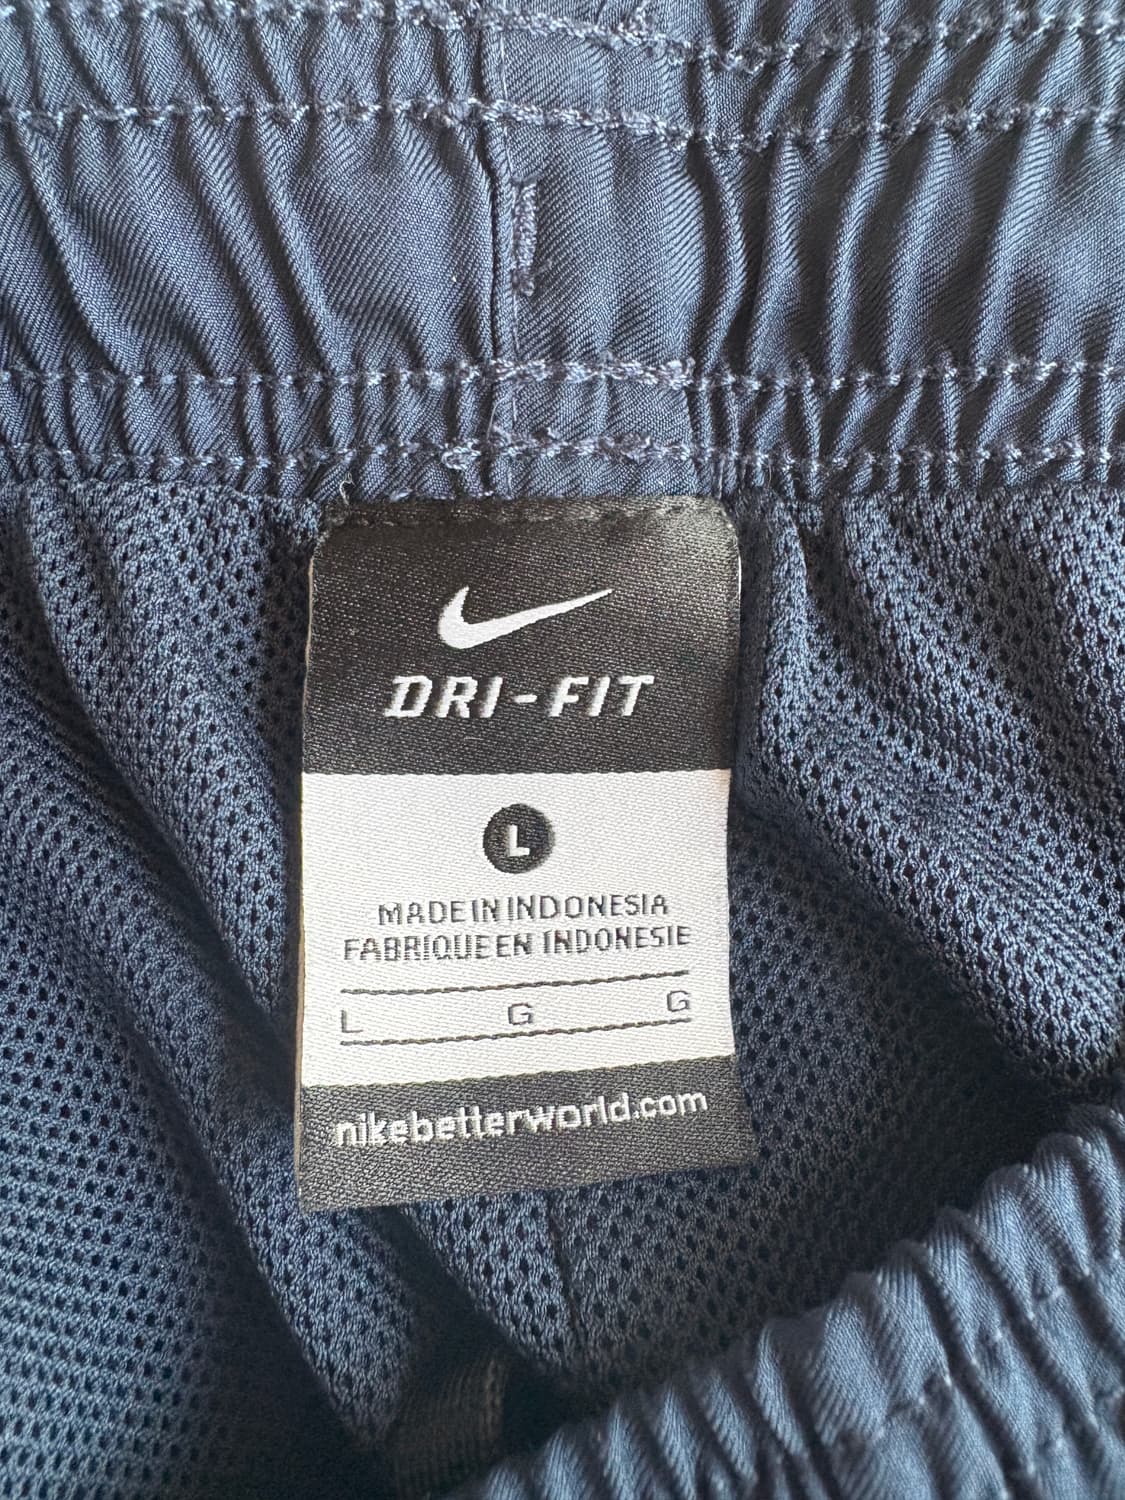 DRI-FIT
L
MADE IN INDONESIA
FABRIQUE EN INDONESIE
L G G
nikebetterworld.com